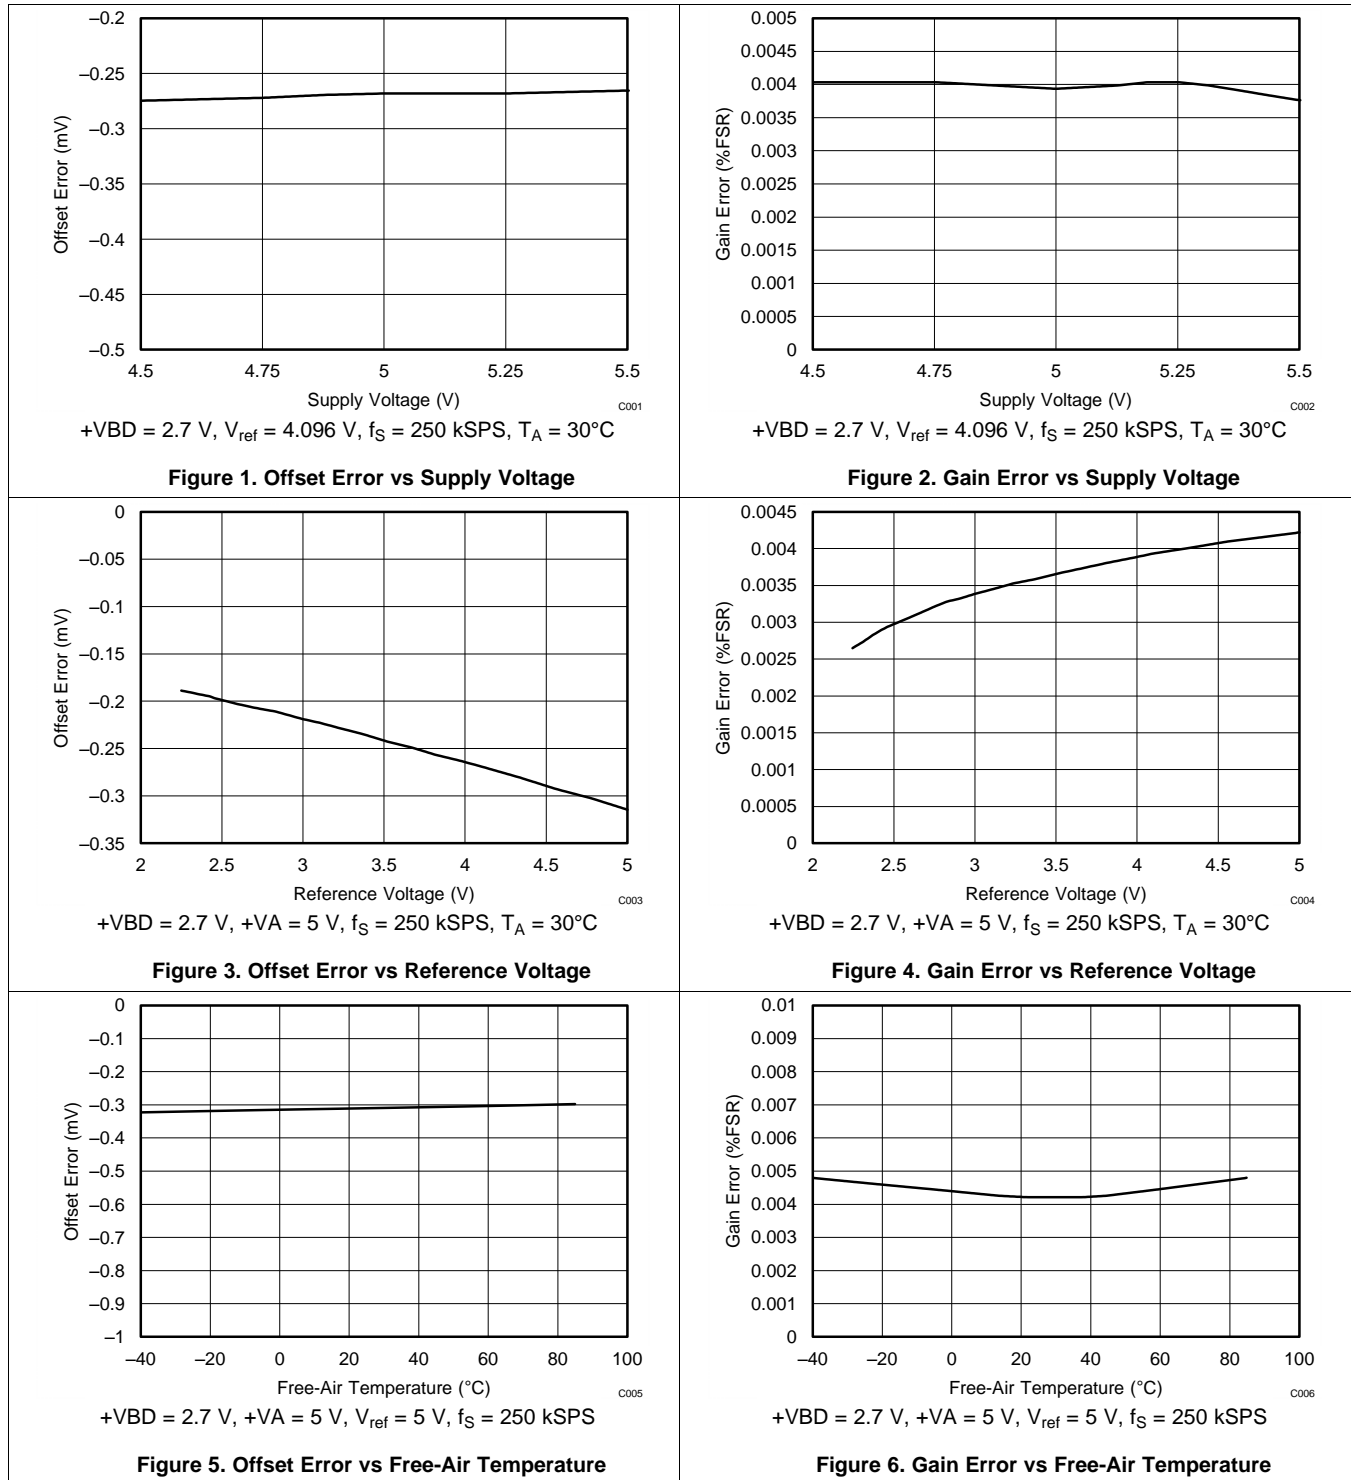 –0.2
–0.25
–0.3
–0.35
–0.4
–0.45
–0.5
Offset Error (mV)
4.5 4.75 5 5.25 5.5
Supply Voltage (V)
C001
+VBD = 2.7 V, Vref = 4.096 V, fS = 250 kSPS, TA = 30°C
Figure 1. Offset Error vs Supply Voltage
0.005
0.0045
0.004
0.0035
0.003
0.0025
0.002
0.0015
0.001
0.0005
0
Gain Error (%FSR)
4.5 4.75 5 5.25 5.5
Supply Voltage (V)
C002
+VBD = 2.7 V, Vref = 4.096 V, fS = 250 kSPS, TA = 30°C
Figure 2. Gain Error vs Supply Voltage
0
–0.05
–0.1
–0.15
–0.2
–0.25
–0.3
–0.35
Offset Error (mV)
2 2.5 3 3.5 4 4.5 5
Reference Voltage (V)
C003
+VBD = 2.7 V, +VA = 5 V, fS = 250 kSPS, TA = 30°C
Figure 3. Offset Error vs Reference Voltage
0.0045
0.004
0.0035
0.003
0.0025
0.002
0.0015
0.001
0.0005
0
Gain Error (%FSR)
2 2.5 3 3.5 4 4.5 5
Reference Voltage (V)
C004
+VBD = 2.7 V, +VA = 5 V, fS = 250 kSPS, TA = 30°C
Figure 4. Gain Error vs Reference Voltage
0
–0.1
–0.2
–0.3
–0.4
–0.5
–0.6
–0.7
–0.8
–0.9
–1
Offset Error (mV)
–40 –20 0 20 40 60 80 100
Free-Air Temperature (°C)
C005
+VBD = 2.7 V, +VA = 5 V, Vref = 5 V, fS = 250 kSPS
Figure 5. Offset Error vs Free-Air Temperature
0.01
0.009
0.008
0.007
0.006
0.005
0.004
0.003
0.002
0.001
0
Gain Error (%FSR)
–40 –20 0 20 40 60 80 100
Free-Air Temperature (°C)
C006
+VBD = 2.7 V, +VA = 5 V, Vref = 5 V, fS = 250 kSPS
Figure 6. Gain Error vs Free-Air Temperature